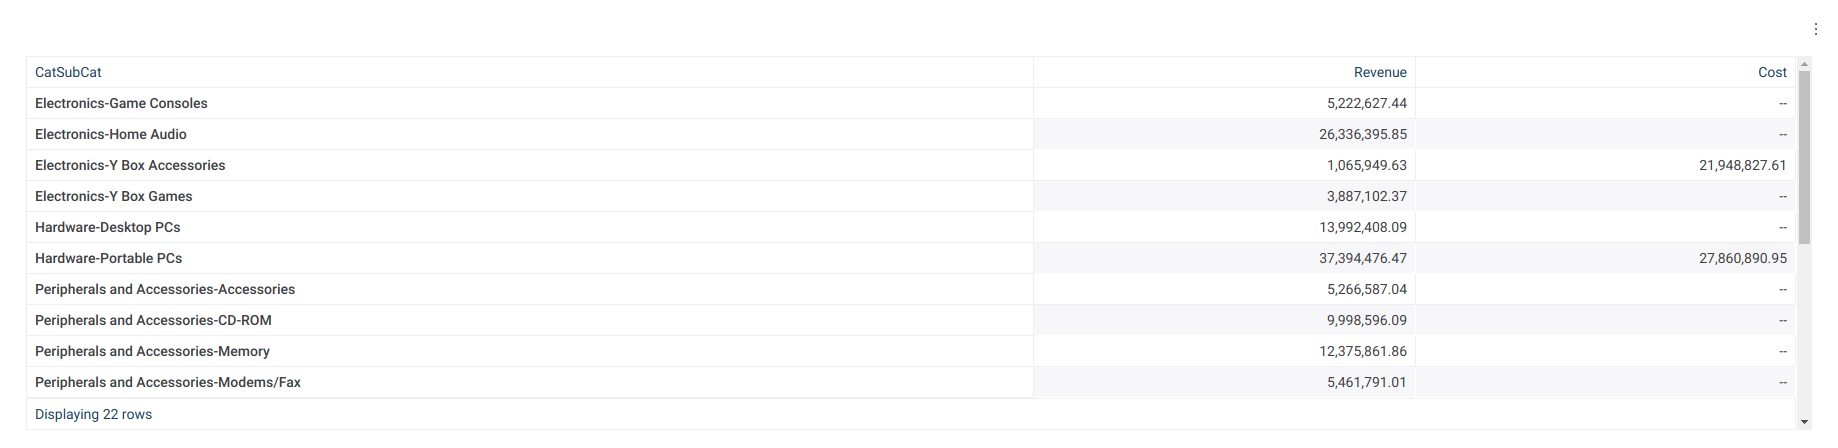 CatSubCat Revenue Cost
Electronics-Game Consoles 5,222,627.44 --
Electronics-Home Audio 26,336,395.85 --
Electronics-Y Box Accessories 1,065,949.63 21,948,827.61
Electronics-Y Box Games 3,887,102.37 --
Hardware-Desktop PCs 13,992,408.09 --
Hardware-Portable PCs 37,394,476.47 27,860,890.95
Peripherals and Accessories-Accessories 5,266,587.04 --
Peripherals and Accessories-CD-ROM 9,998,596.09 --
Peripherals and Accessories-Memory 12,375,861.86 --
Peripherals and Accessories-Modems/Fax 5,461,791.01 --
Displaying 22 rows